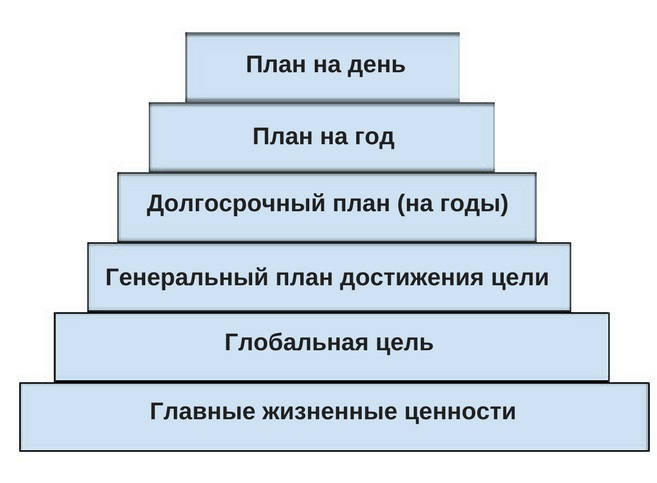 План на день
План на год
Долгосрочный план (на годы)
Генеральный план достижения цели
Глобальная цель
Главные жизненные ценности